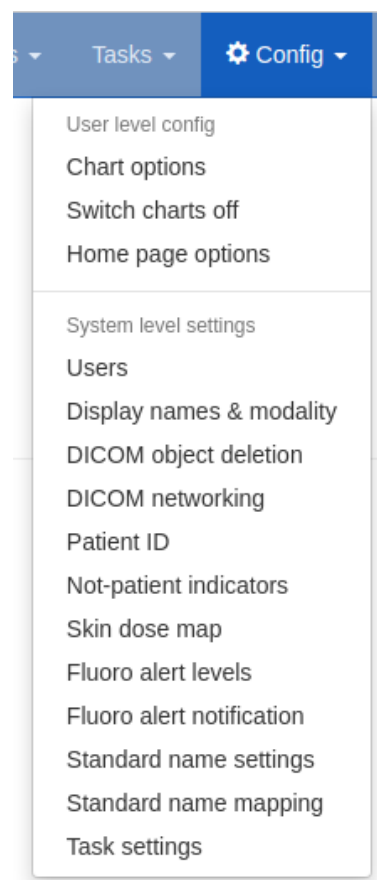 s Tasks Config
User level config
Chart options
Switch charts off
Home page options
System level settings
Users
Display names & modality
DICOM object deletion
DICOM networking
Patient ID
Not-patient indicators
Skin dose map
Fluoro alert levels
Fluoro alert notification
Standard name settings
Standard name mapping
Task settings